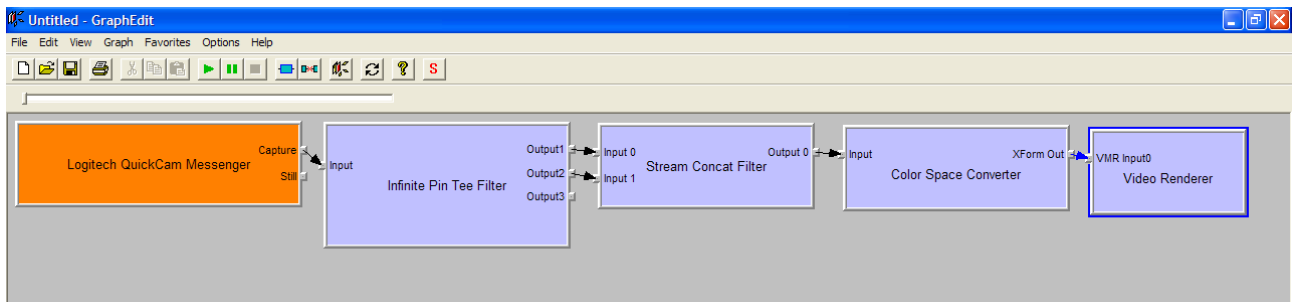 Untitled - GraphEdit
File Edit View Graph Favorites Options Help
S
Logitech QuickCam Messenger
Capture
Still
Input
Infinite Pin Tee Filter
Output1
Output2
Output3
Input 0
Input 1
Stream Concat Filter
Output 0
Input
Color Space Converter
XForm Out
VMR Input0
Video Renderer